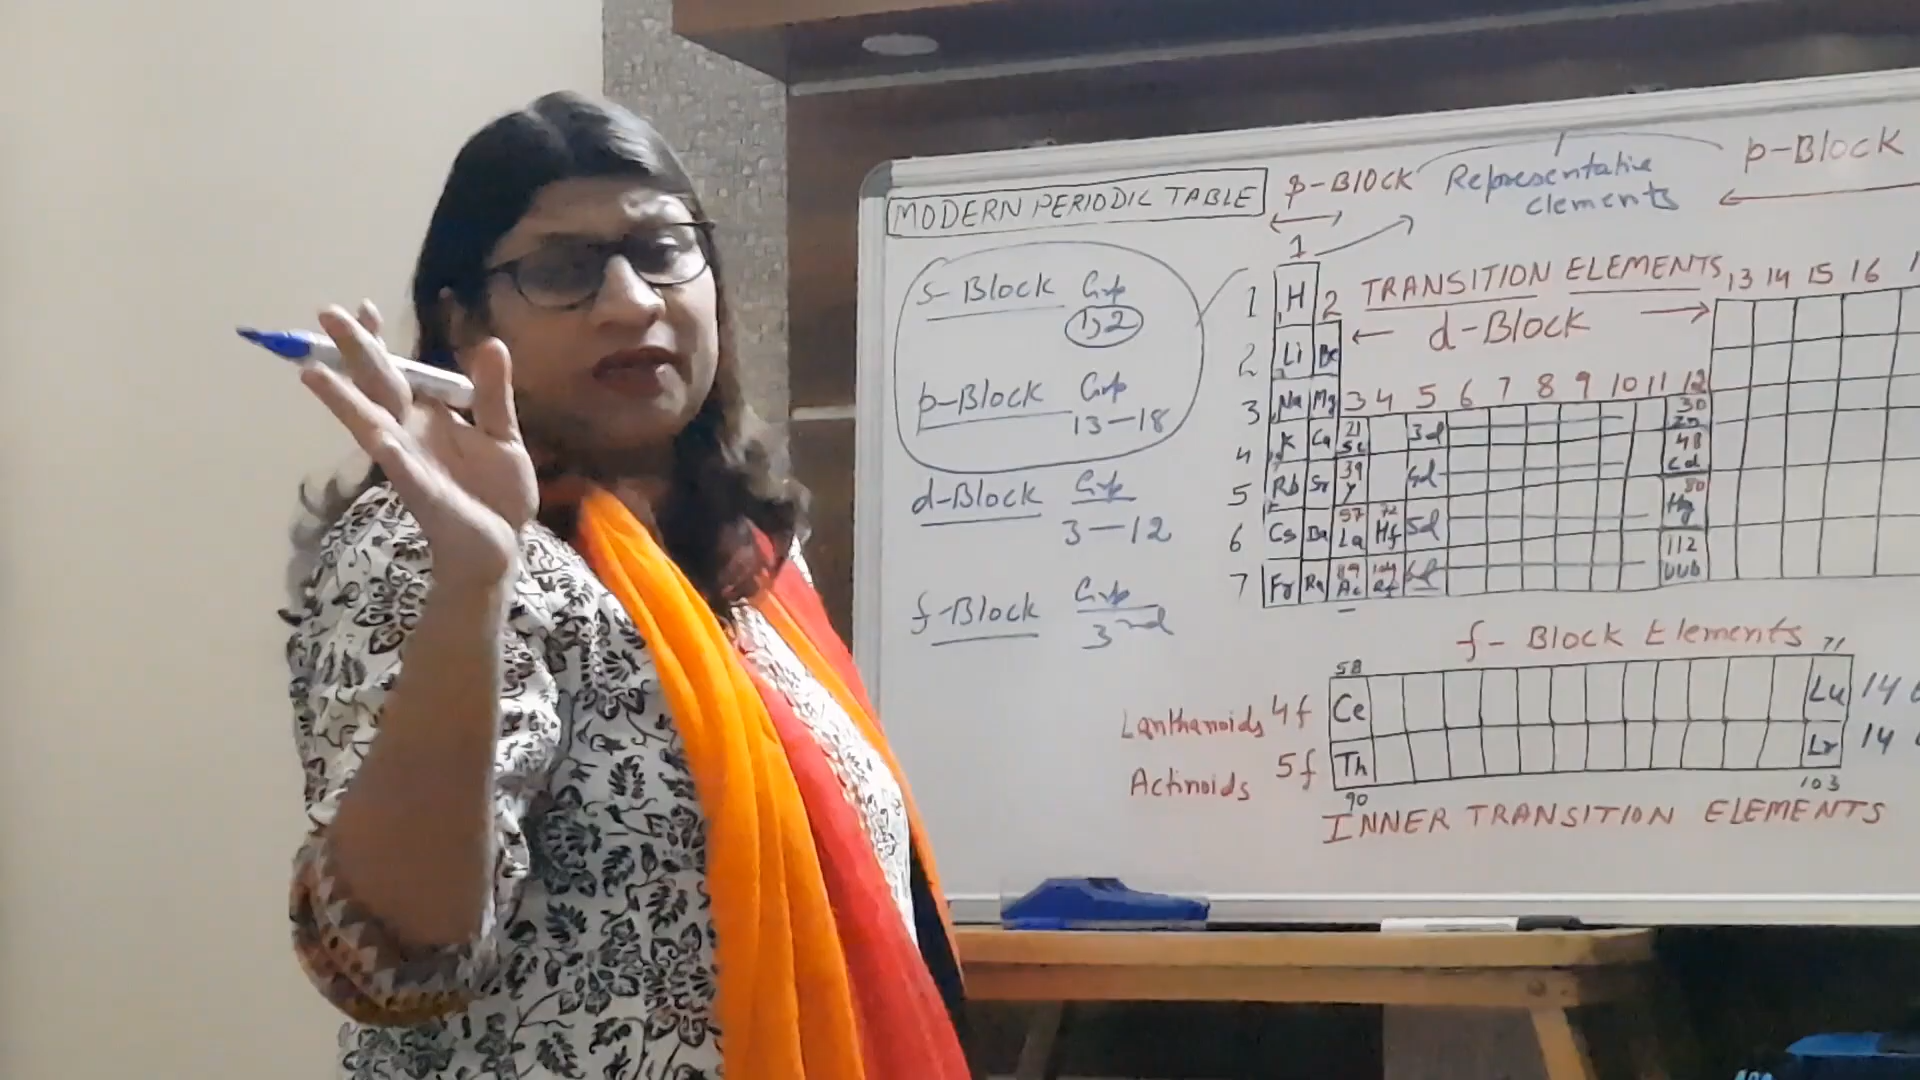 MODERN PERIODIC TABLE
s-Block Grp
1,2
p-Block Grp
13-18
d-Block Grp
3-12
f-Block Grp
3rd
Representative
elements
p-Block
1
TRANSITION ELEMENTS
13 14 15 16
d-Block
1 H 2
2 Li Be
3 Na Mg 3 4 5 6 7 8 9 10 11 12
4 K Ca 21 Sc 3d 30 Zn
5 Rb Sr 39 Y 4d 48 Cd
6 Cs Ba 57 La 72 Hf 5d 80 Hg
7 Fr Ra 89 Ac 104 Rf 6d 112 Uub
f-Block Elements
58 71
Lanthanoids 4f Ce Lu 14
Actinoids 5f Th Lr 14
90 103
INNER TRANSITION ELEMENTS